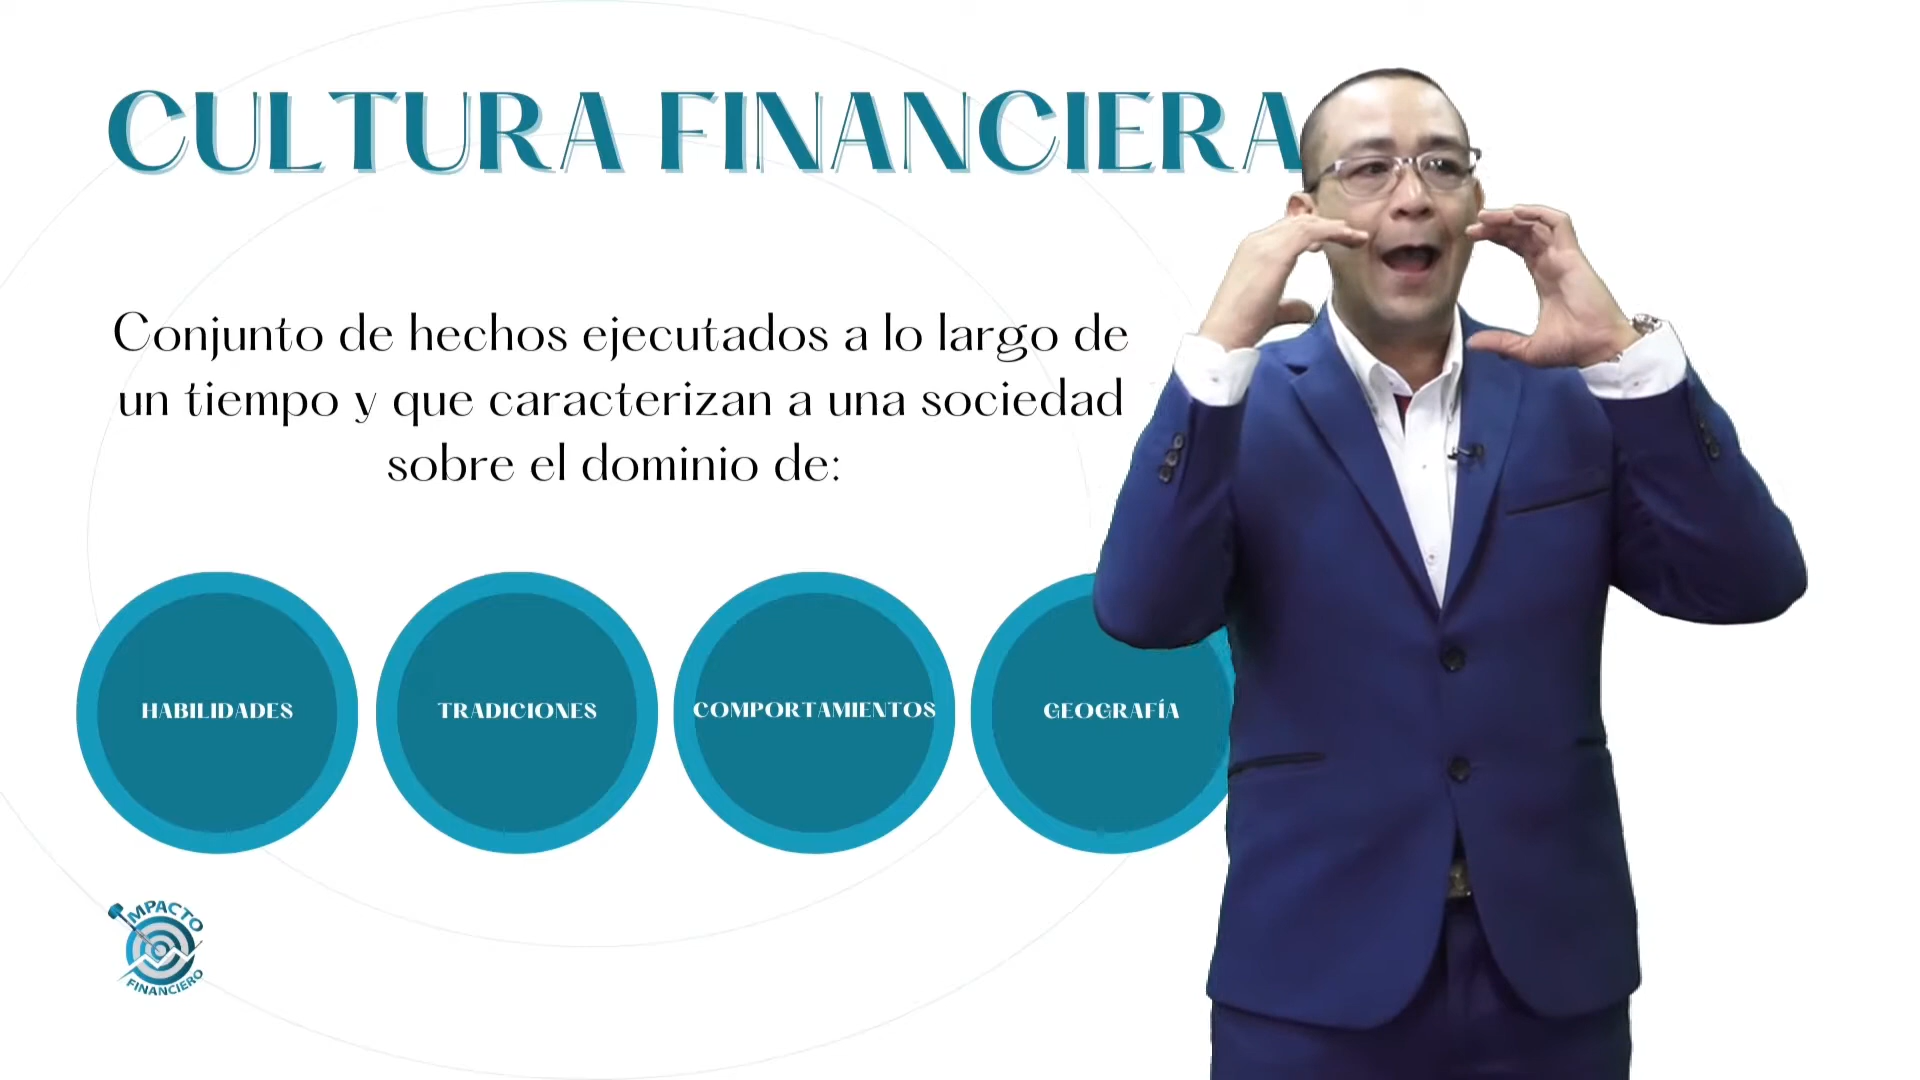 CULTURA FINANCIERA
Conjunto de hechos ejecutados a lo largo de
un tiempo y que caracterizan a una sociedad
sobre el dominio de:
HABILIDADES
TRADICIONES
COMPORTAMIENTOS
GEOGRAFÍA
IMPACTO
FINANCIERO